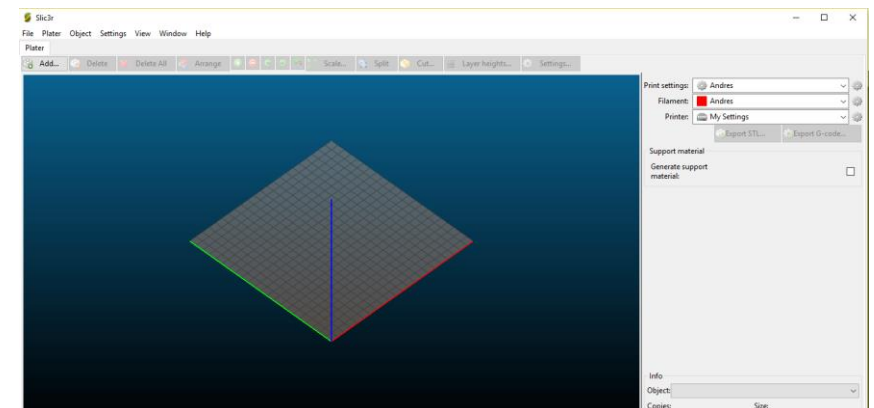 Slic3r
File Plater Object Settings View Window Help
Plater
Add... Delete Delete All Arrange Scale... Split Cut... Layer heights... Settings...
Print settings: Andres
Filament: Andres
Printer: My Settings
Export STL... Export G-code...
Support material
Generate support
material:
Info
Object:
Copies: Size: